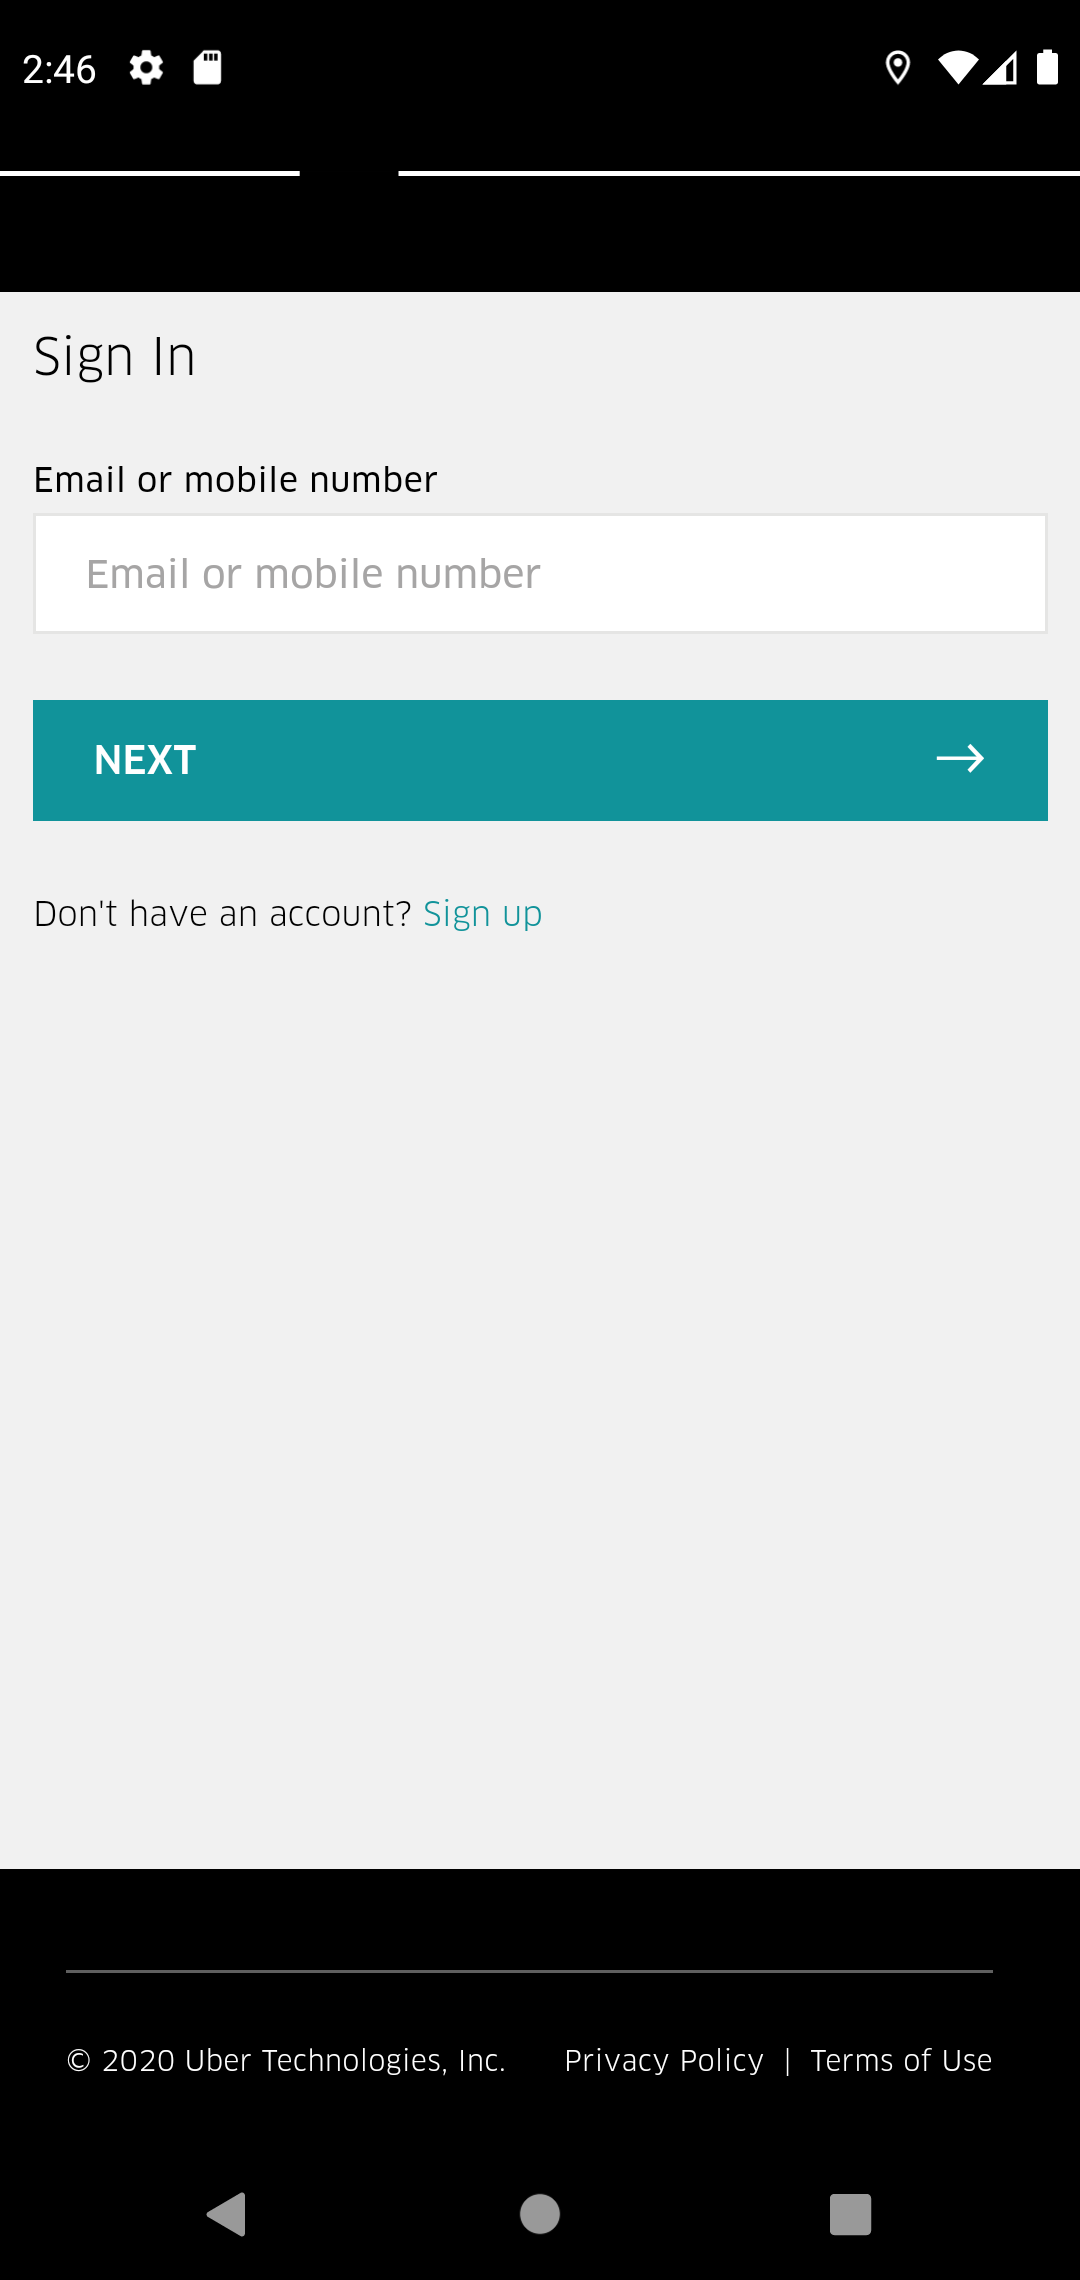 2:46
Sign In
Email or mobile number
Email or mobile number
NEXT
Don't have an account? Sign up
© 2020 Uber Technologies, Inc. Privacy Policy | Terms of Use